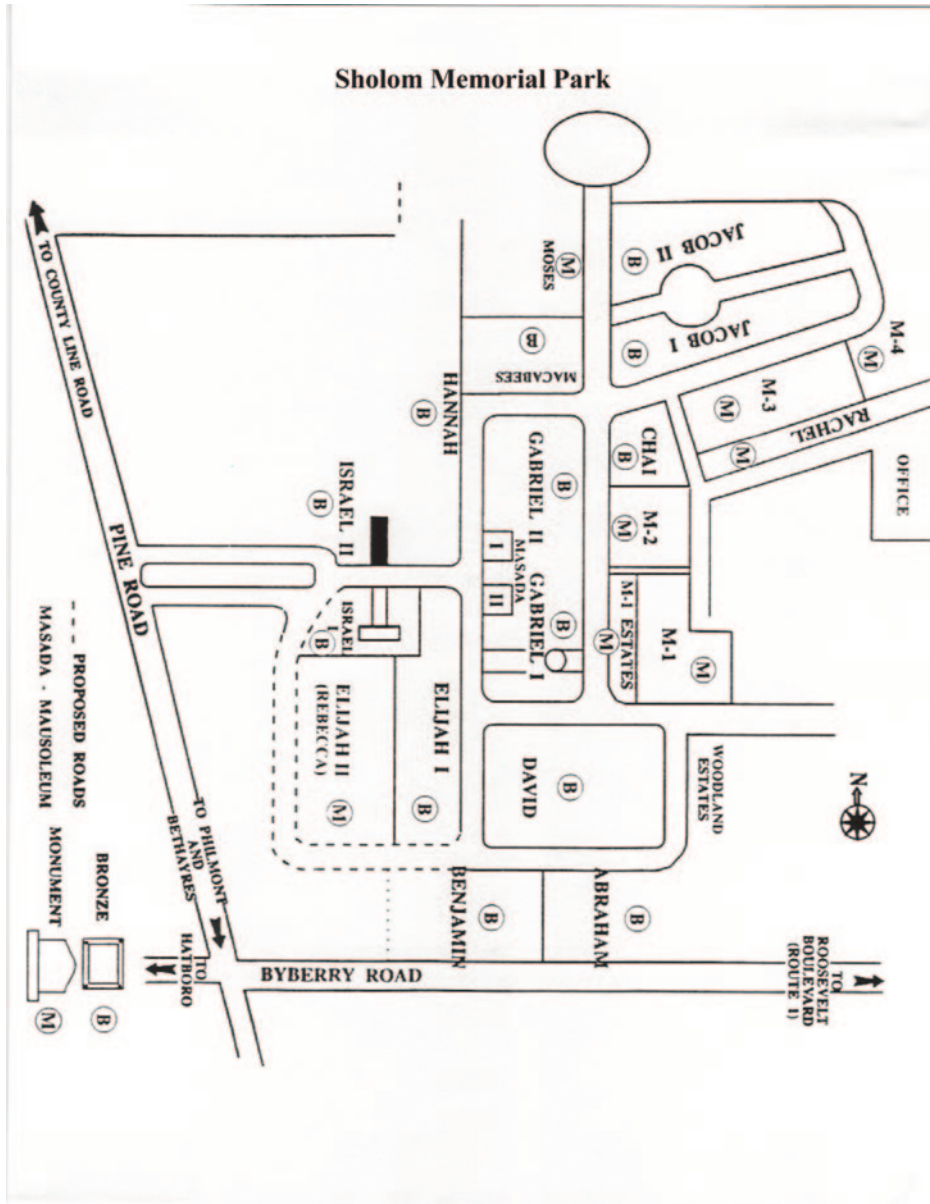 Sholom Memorial Park
TO COUNTY LINE ROAD
PINE ROAD
TO PHILMONT
AND
BETHAYRES
MOSES
M
B
MACABEES
HANNAH
B
JACOB II
B
JACOB I
B
M-4
M
M-3
M
RACHEL
M
OFFICE
CHAI
B
M-2
M
M-1 ESTATES
M
M-1
M
GABRIEL II
B
MASADA
I
II
GABRIEL I
B
ISRAEL II
B
ISRAEL
I
B
ELIJAH I
B
ELIJAH II
(REBECCA)
M
DAVID
B
WOODLAND
ESTATES
N
BENJAMIN
B
ABRAHAM
B
BYBERRY ROAD
TO
HATBORO
TO
ROOSEVELT
BOULEVARD
(ROUTE 1)
--- PROPOSED ROADS
MASADA - MAUSOLEUM
BRONZE
B
MONUMENT
M